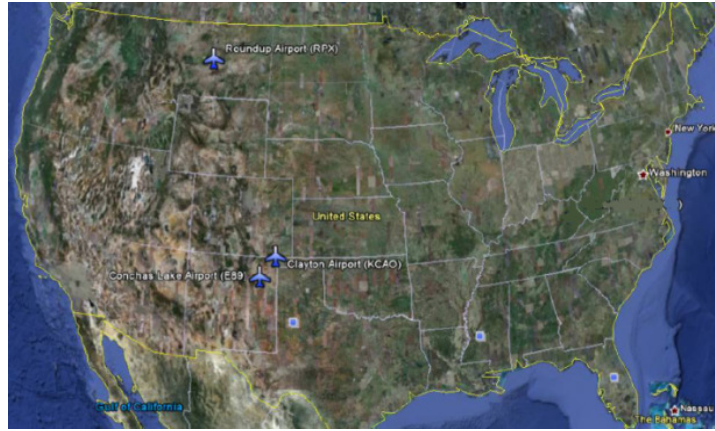 Roundup Airport (RPX)
New York
Washington
)
United States
Clayton Airport (KCAO)
Conchas Lake Airport (E89)
Gulf of California
Nassau
The Bahamas